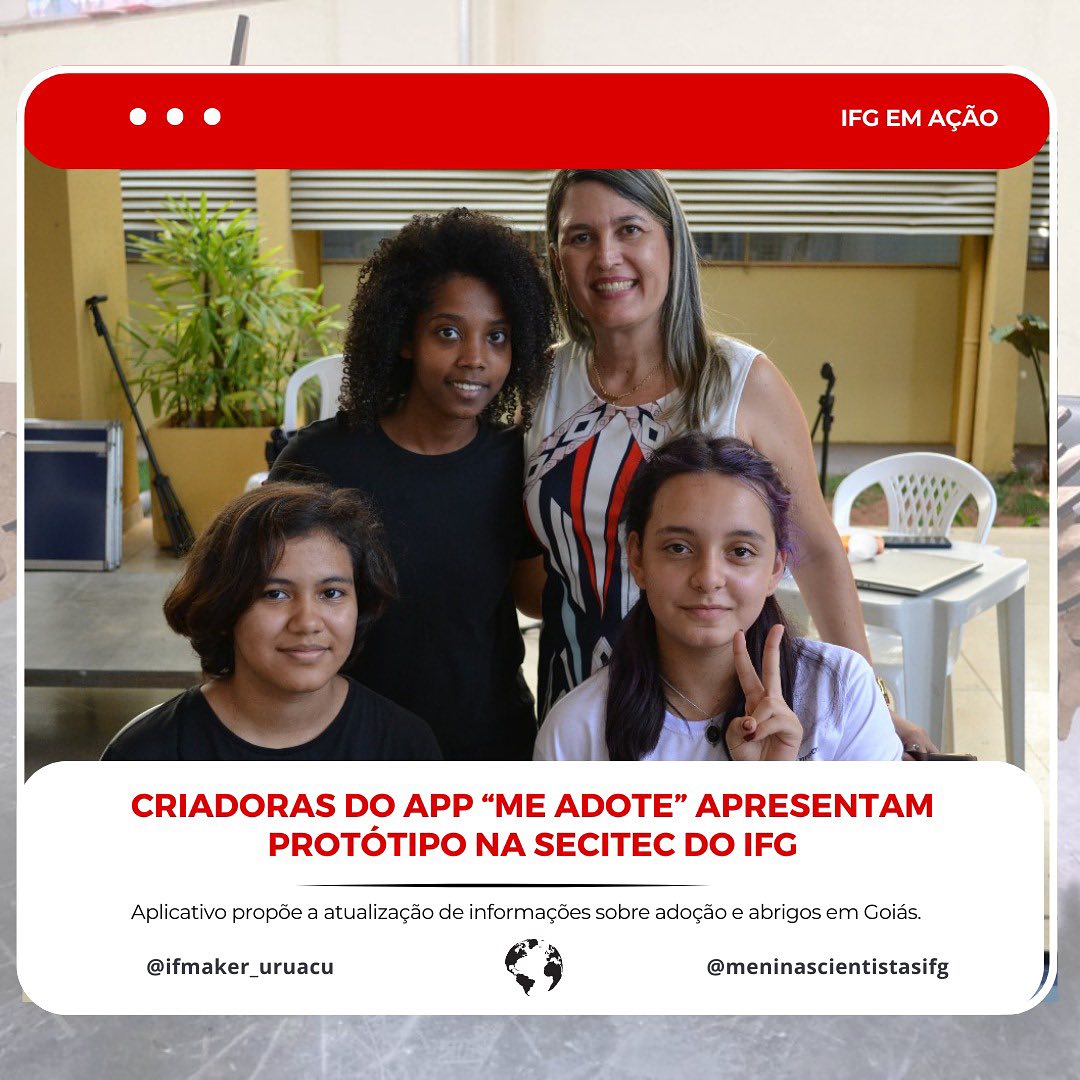 IFG EM AÇÃO
CRIADORAS DO APP “ME ADOTE” APRESENTAM
PROTÓTIPO NA SECITEC DO IFG
Aplicativo propõe a atualização de informações sobre adoção e abrigos em Goiás.
@ifmaker_uruacu
@meninascientistasifg